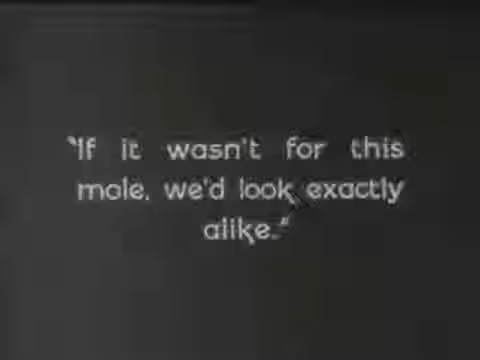 "If it wasn't for this
mole, we'd look exactly
alike."